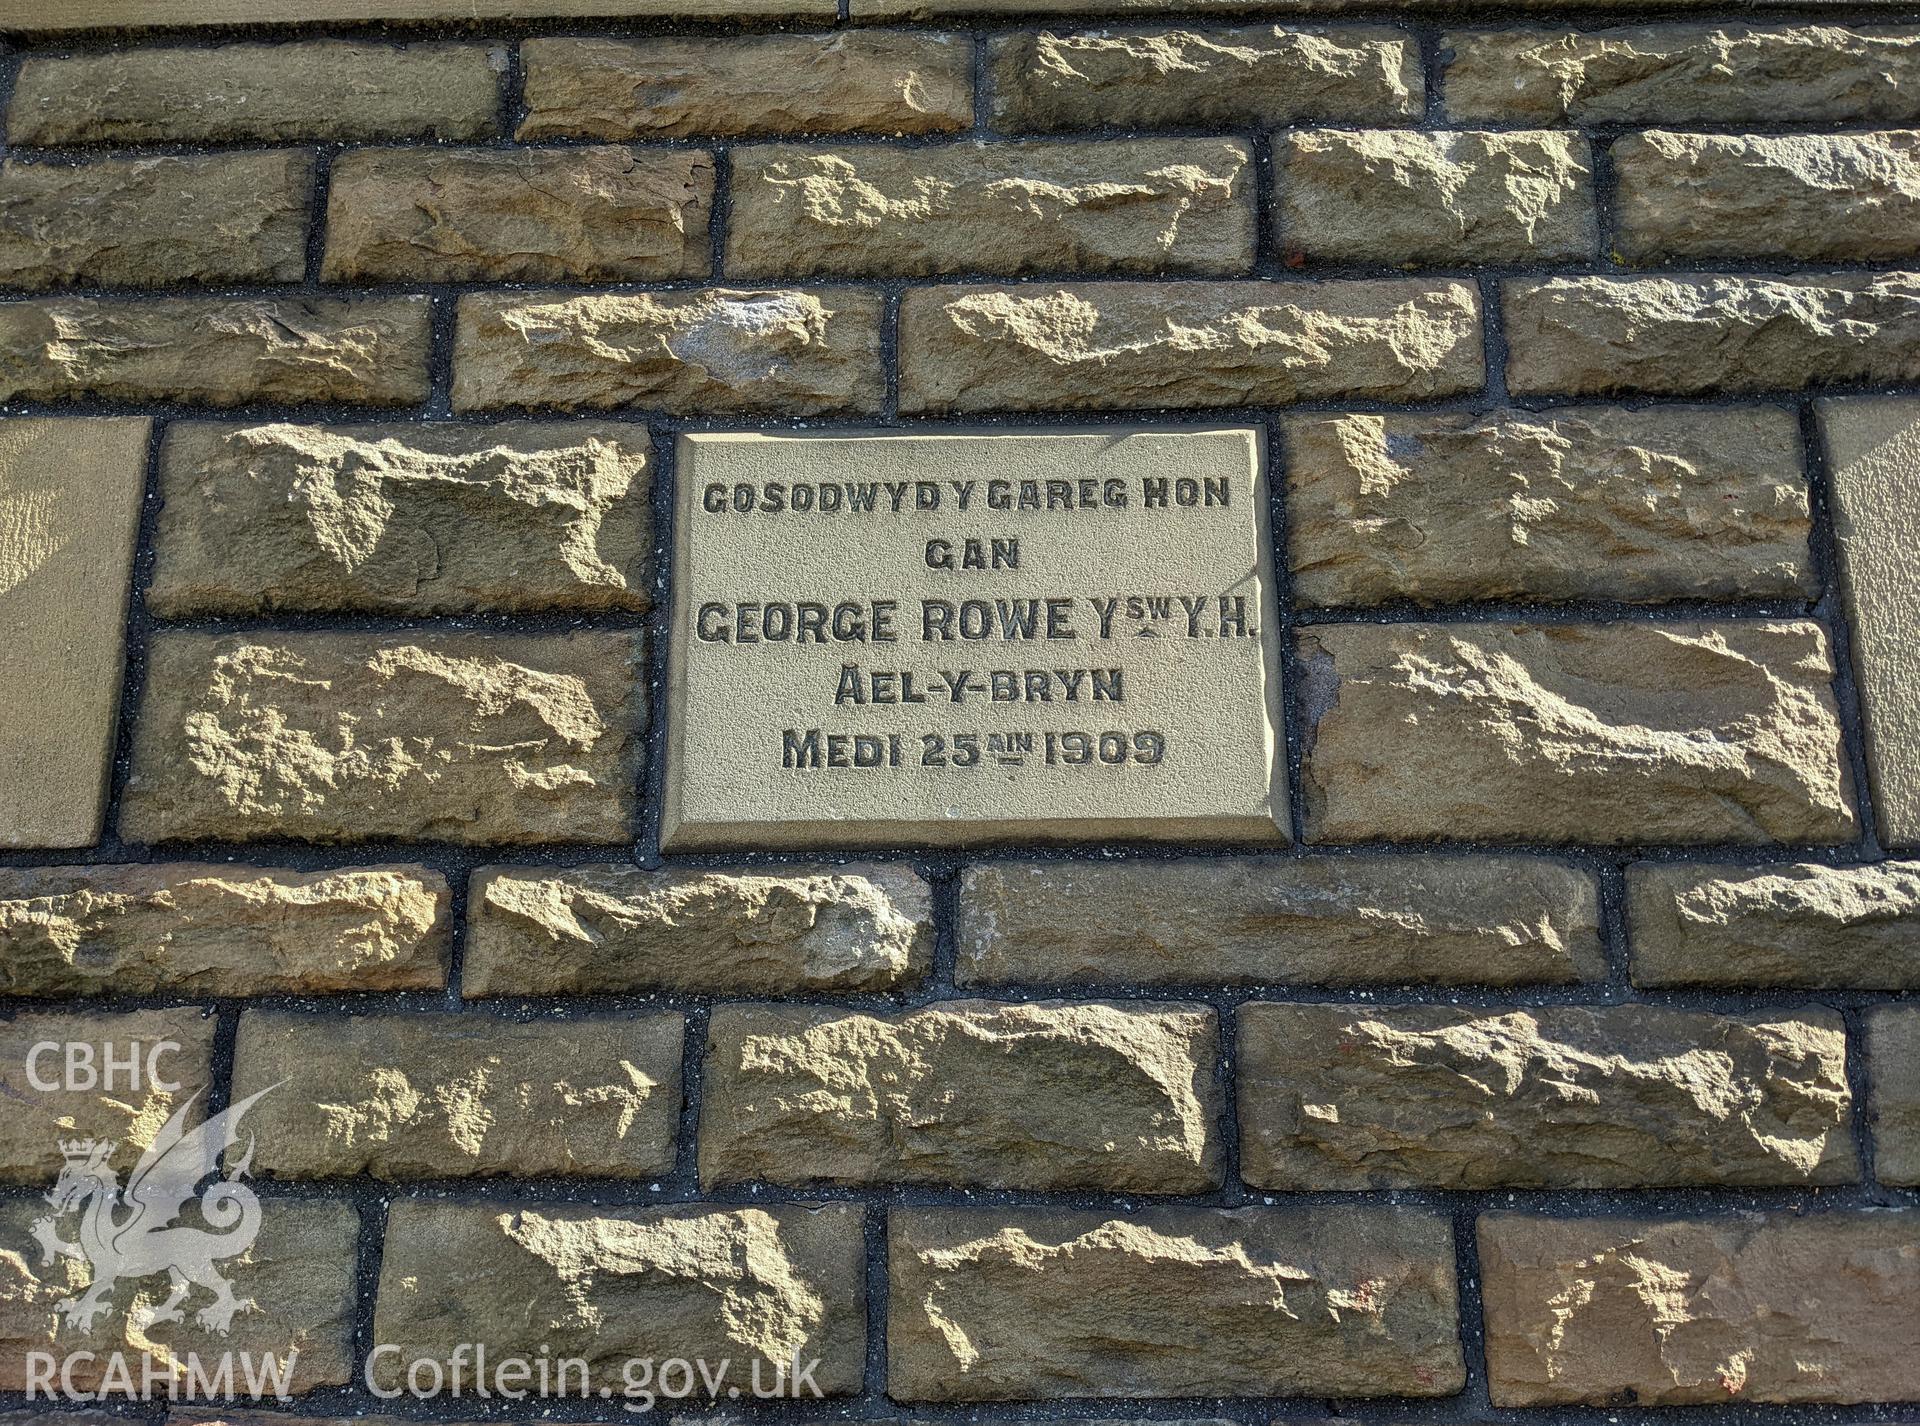 GOSODWYD Y GAREG HON
GAN
GEORGE ROWE YSW Y.H.
AEL-Y-BRYN
MEDI 25AIN 1909
CBHC
RCAHMW Coflein.gov.uk